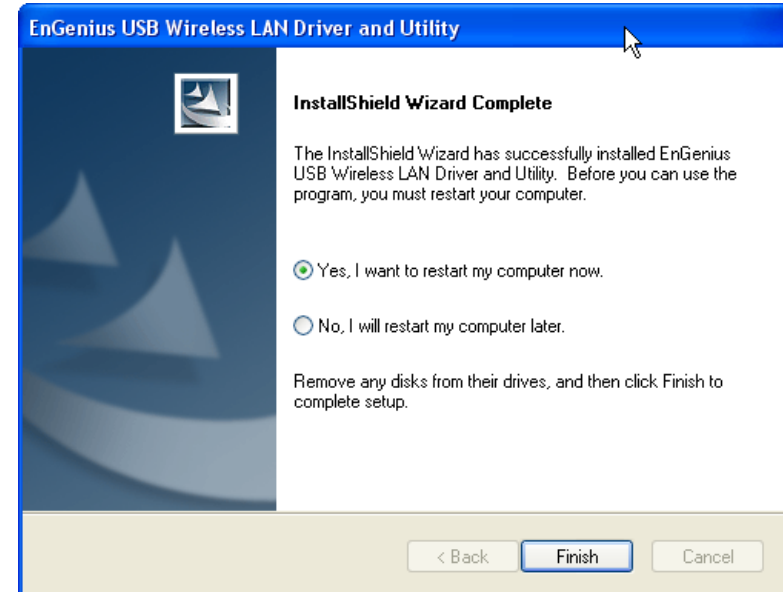 EnGenius USB Wireless LAN Driver and Utility
InstallShield Wizard Complete
The InstallShield Wizard has successfully installed EnGenius
USB Wireless LAN Driver and Utility.  Before you can use the
program, you must restart your computer.
Yes, I want to restart my computer now.
No, I will restart my computer later.
Remove any disks from their drives, and then click Finish to
complete setup.
< Back
Finish
Cancel